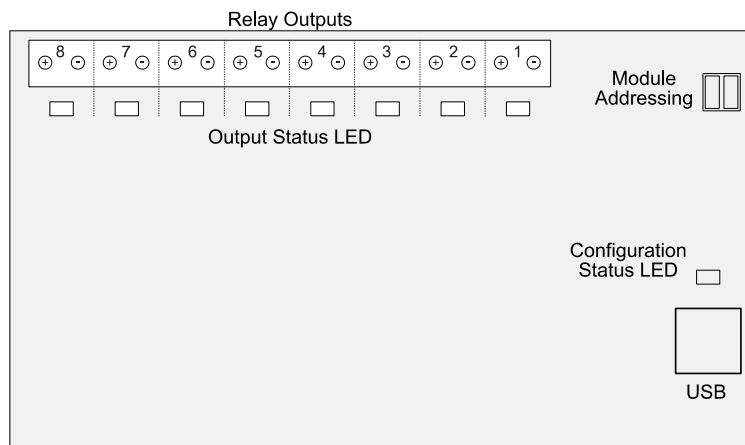 Relay Outputs
8 7 6 5 4 3 2 1
+ - + - + - + - + - + - + - + -
Module
Addressing
Output Status LED
Configuration
Status LED
USB